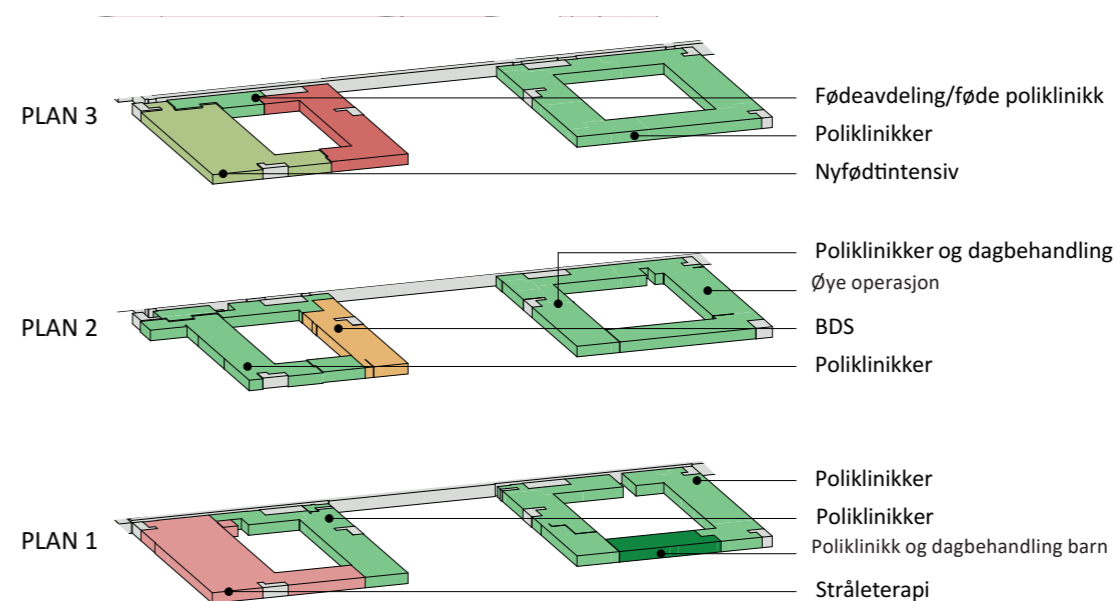 PLAN 3
Fødeavdeling/føde poliklinikk
Poliklinikker
Nyfødtintensiv
PLAN 2
Poliklinikker og dagbehandling
Øye operasjon
BDS
Poliklinikker
PLAN 1
Poliklinikker
Poliklinikker
Poliklinikk og dagbehandling barn
Stråleterapi